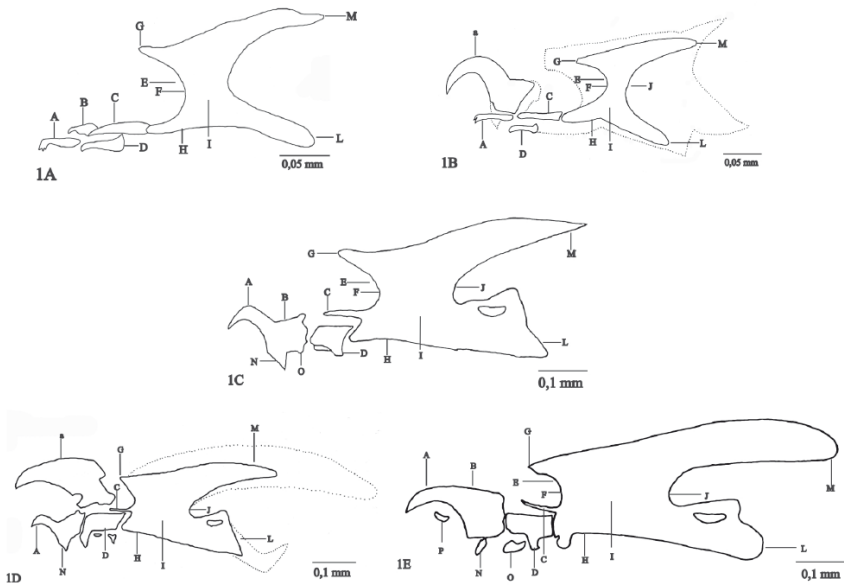 G M
E
F
A B C
D H I L
1A 0,05 mm
a
G M
E
F J
C
A D H I L
1B 0,05 mm
G
A B C E
F J M
N O D H I L
1C 0,1 mm
a G M
C J
A N D H I L
1D 0,1 mm
G
A B E
F J M
P N O D C H I L
1E 0,1 mm